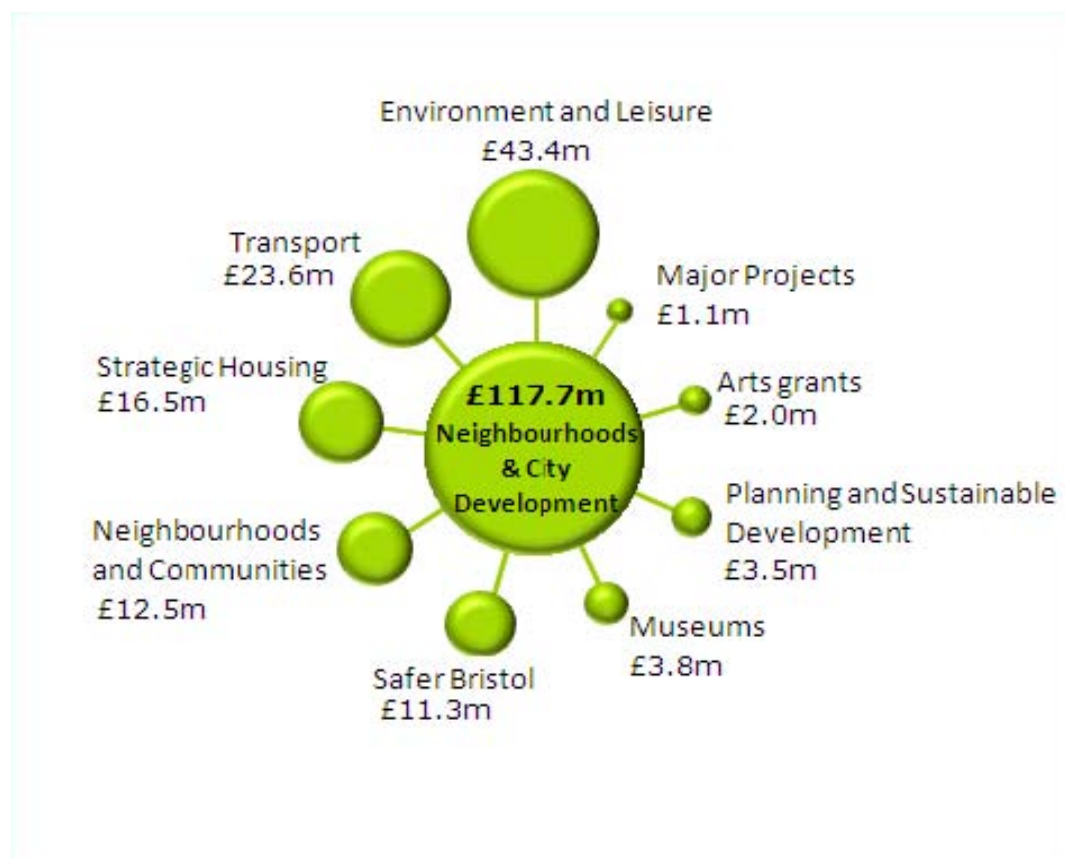 Environment and Leisure
£43.4m
Transport
£23.6m
Major Projects
£1.1m
Strategic Housing
£16.5m
£117.7m
Neighbourhoods
& City
Development
Arts grants
£2.0m
Planning and Sustainable
Development
£3.5m
Neighbourhoods
and Communities
£12.5m
Museums
£3.8m
Safer Bristol
£11.3m